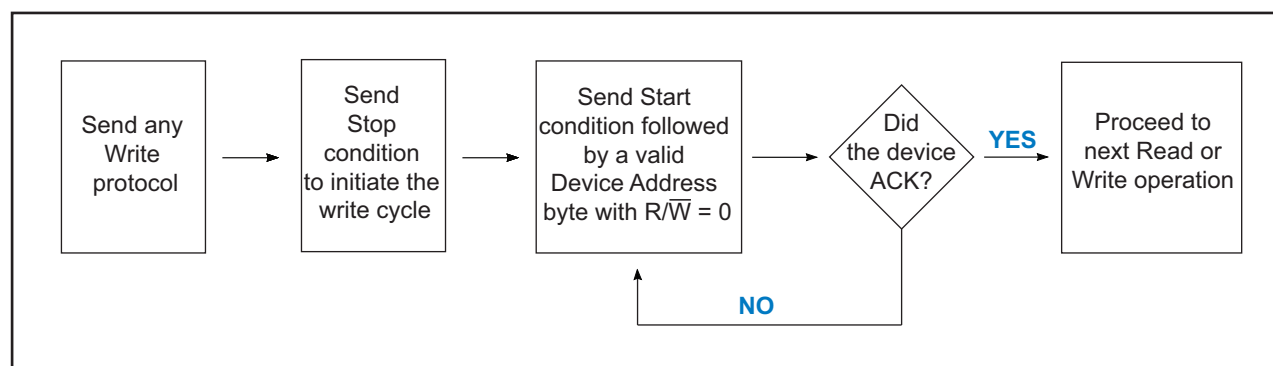 Send any
Write
protocol
Send
Stop
condition
to initiate the
write cycle
Send Start
condition followed
by a valid
Device Address
byte with R/W̅ = 0
Did
the device
ACK?
YES
NO
Proceed to
next Read or
Write operation